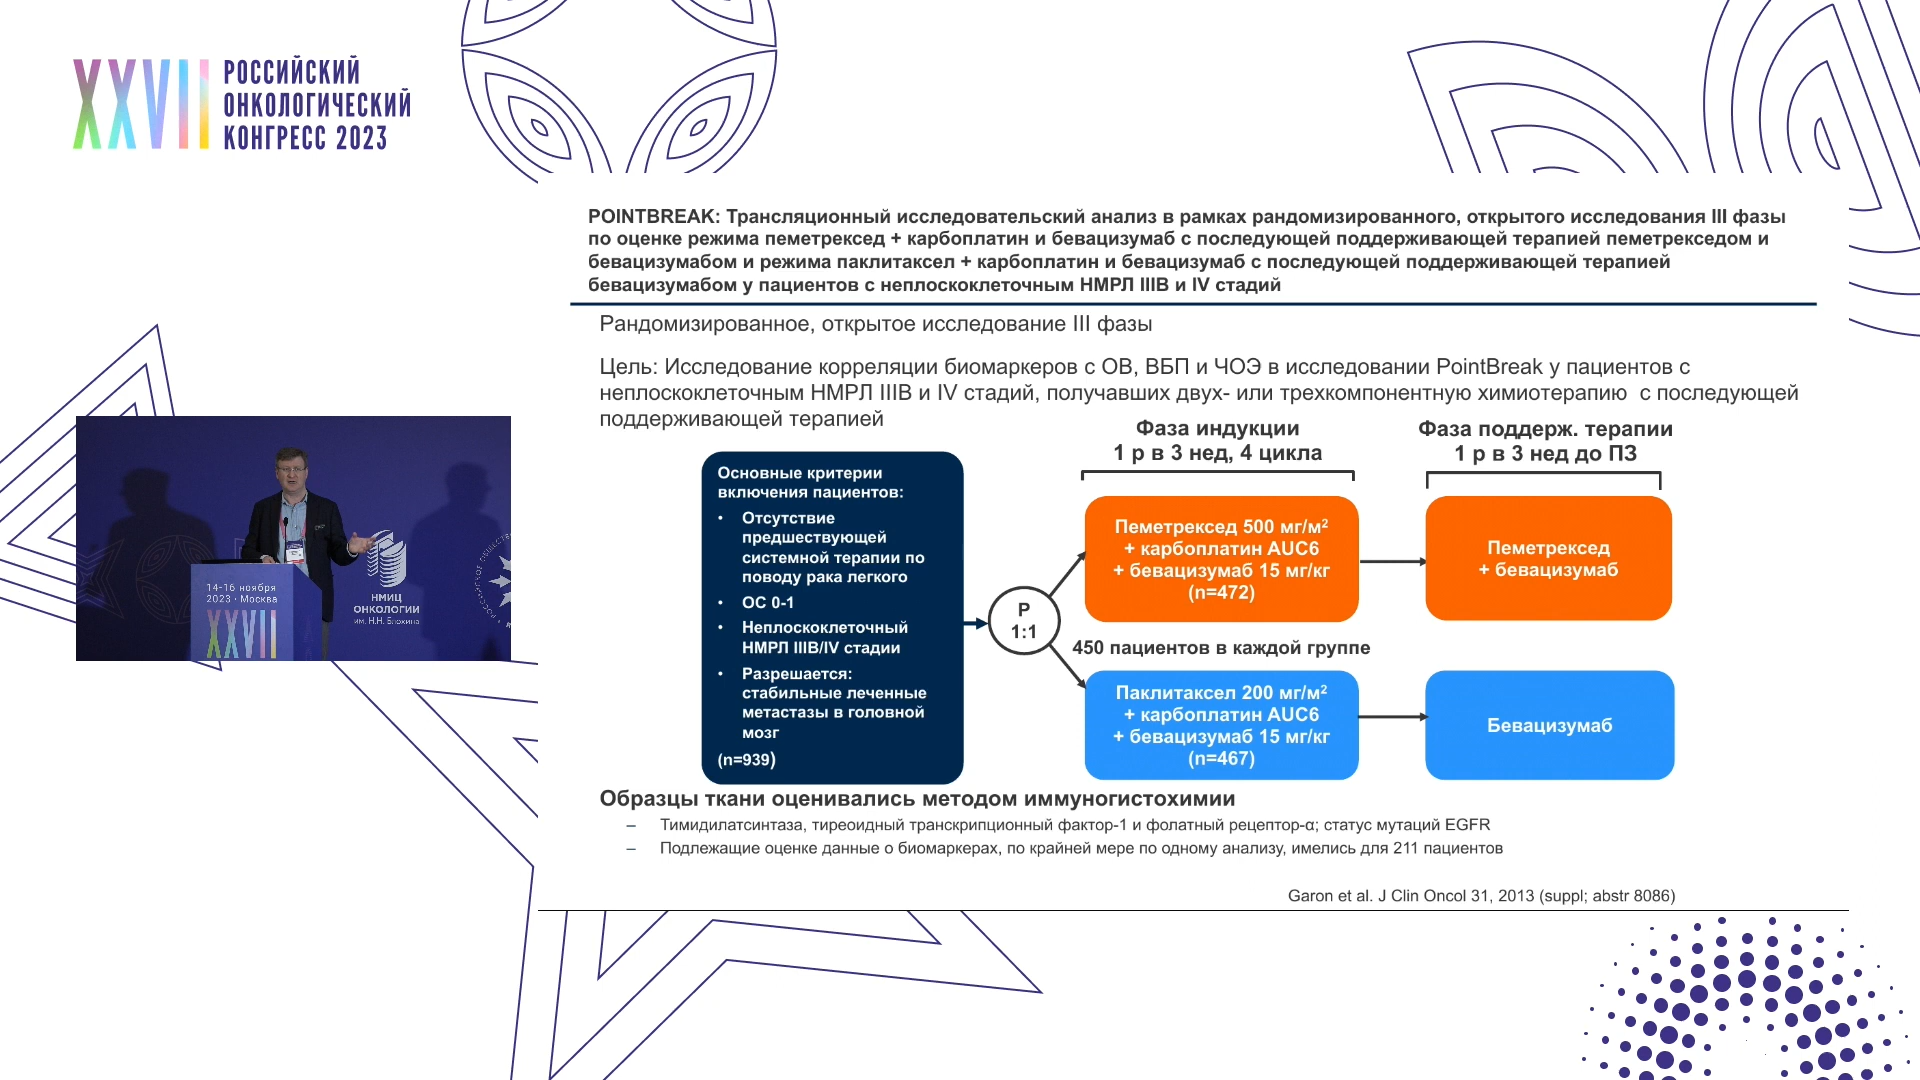 XXVII РОССИЙСКИЙ
ОНКОЛОГИЧЕСКИЙ
КОНГРЕСС 2023
POINTBREAK: Трансляционный исследовательский анализ в рамках рандомизированного, открытого исследования III фазы
по оценке режима пеметрексед + карбоплатин и бевацизумаб с последующей поддерживающей терапией пеметрекседом и
бевацизумабом и режима паклитаксел + карбоплатин и бевацизумаб с последующей поддерживающей терапией
бевацизумабом у пациентов с неплоскоклеточным НМРЛ IIIB и IV стадий
Рандомизированное, открытое исследование III фазы
Цель: Исследование корреляции биомаркеров с ОВ, ВБП и ЧОЭ в исследовании PointBreak у пациентов с
неплоскоклеточным НМРЛ IIIB и IV стадий, получавших двух- или трехкомпонентную химиотерапию с последующей
поддерживающей терапией
Фаза индукции
1 р в 3 нед, 4 цикла
Фаза поддерж. терапии
1 р в 3 нед до ПЗ
Основные критерии
включения пациентов:
• Отсутствие
предшествующей
системной терапии по
поводу рака легкого
• ОС 0-1
• Неплоскоклеточный
НМРЛ IIIB/IV стадии
• Разрешается:
стабильные леченные
метастазы в головной
мозг
(n=939)
Р
1:1
Пеметрексед 500 мг/м²
+ карбоплатин AUC6
+ бевацизумаб 15 мг/кг
(n=472)
Пеметрексед
+ бевацизумаб
450 пациентов в каждой группе
Паклитаксел 200 мг/м²
+ карбоплатин AUC6
+ бевацизумаб 15 мг/кг
(n=467)
Бевацизумаб
Образцы ткани оценивались методом иммуногистохимии
– Тимидилатсинтаза, тиреоидный транскрипционный фактор-1 и фолатный рецептор-α; статус мутаций EGFR
– Подлежащие оценке данные о биомаркерах, по крайней мере по одному анализу, имелись для 211 пациентов
Garon et al. J Clin Oncol 31, 2013 (suppl; abstr 8086)
14-16 ноября
2023 · Москва
XXVII
НМИЦ
ОНКОЛОГИИ
им. Н.Н. Блохина